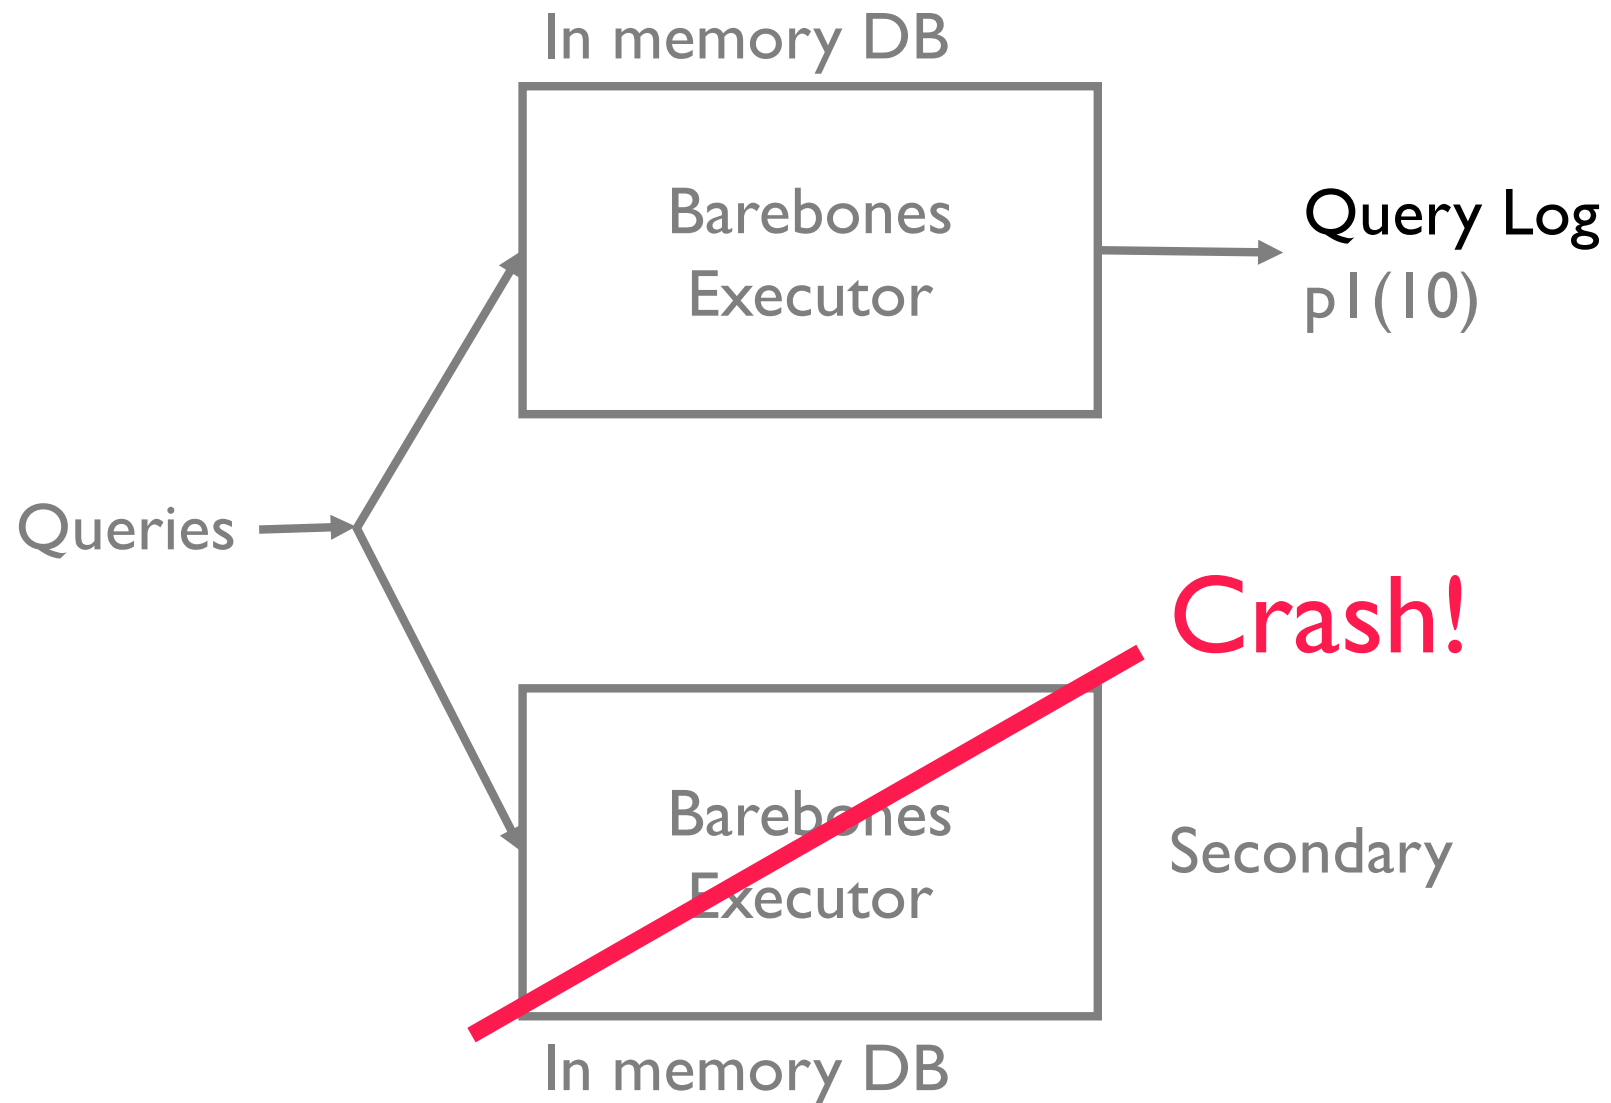 In memory DB
Barebones
Executor
Query Log
p1(10)
Queries
Crash!
Barebones
Executor
Secondary
In memory DB